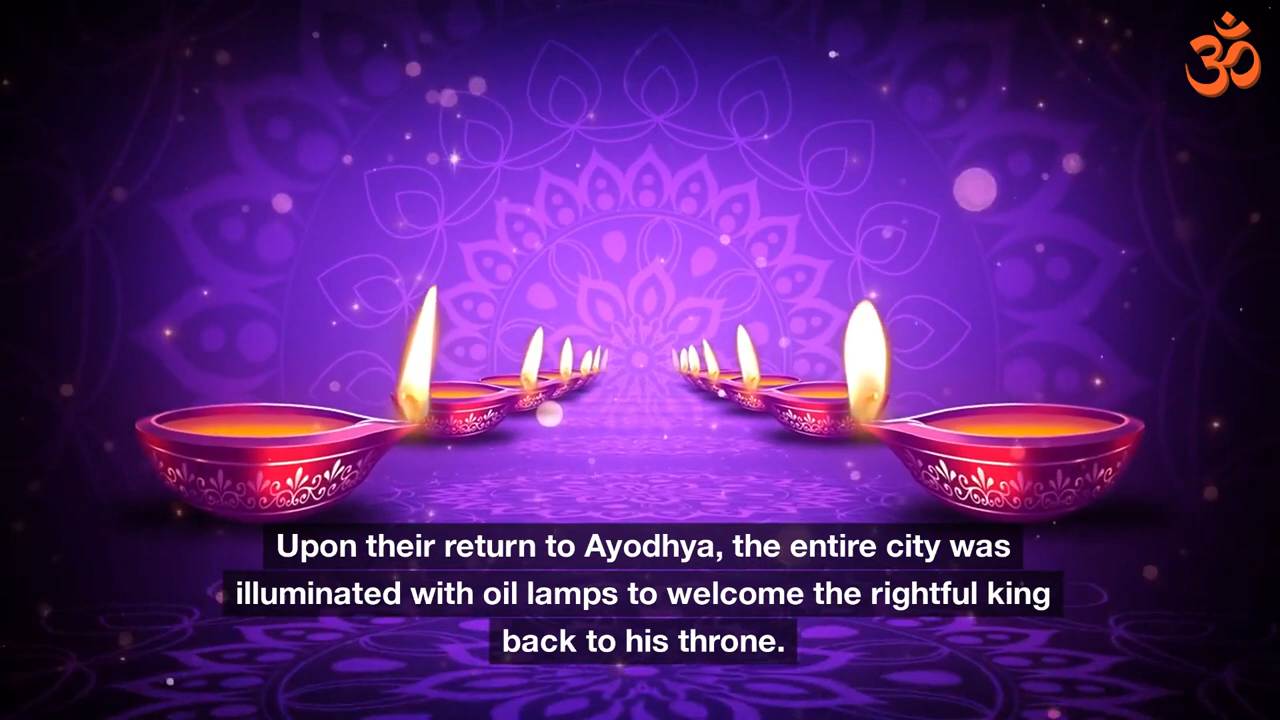 ॐ
Upon their return to Ayodhya, the entire city was
illuminated with oil lamps to welcome the rightful king
back to his throne.